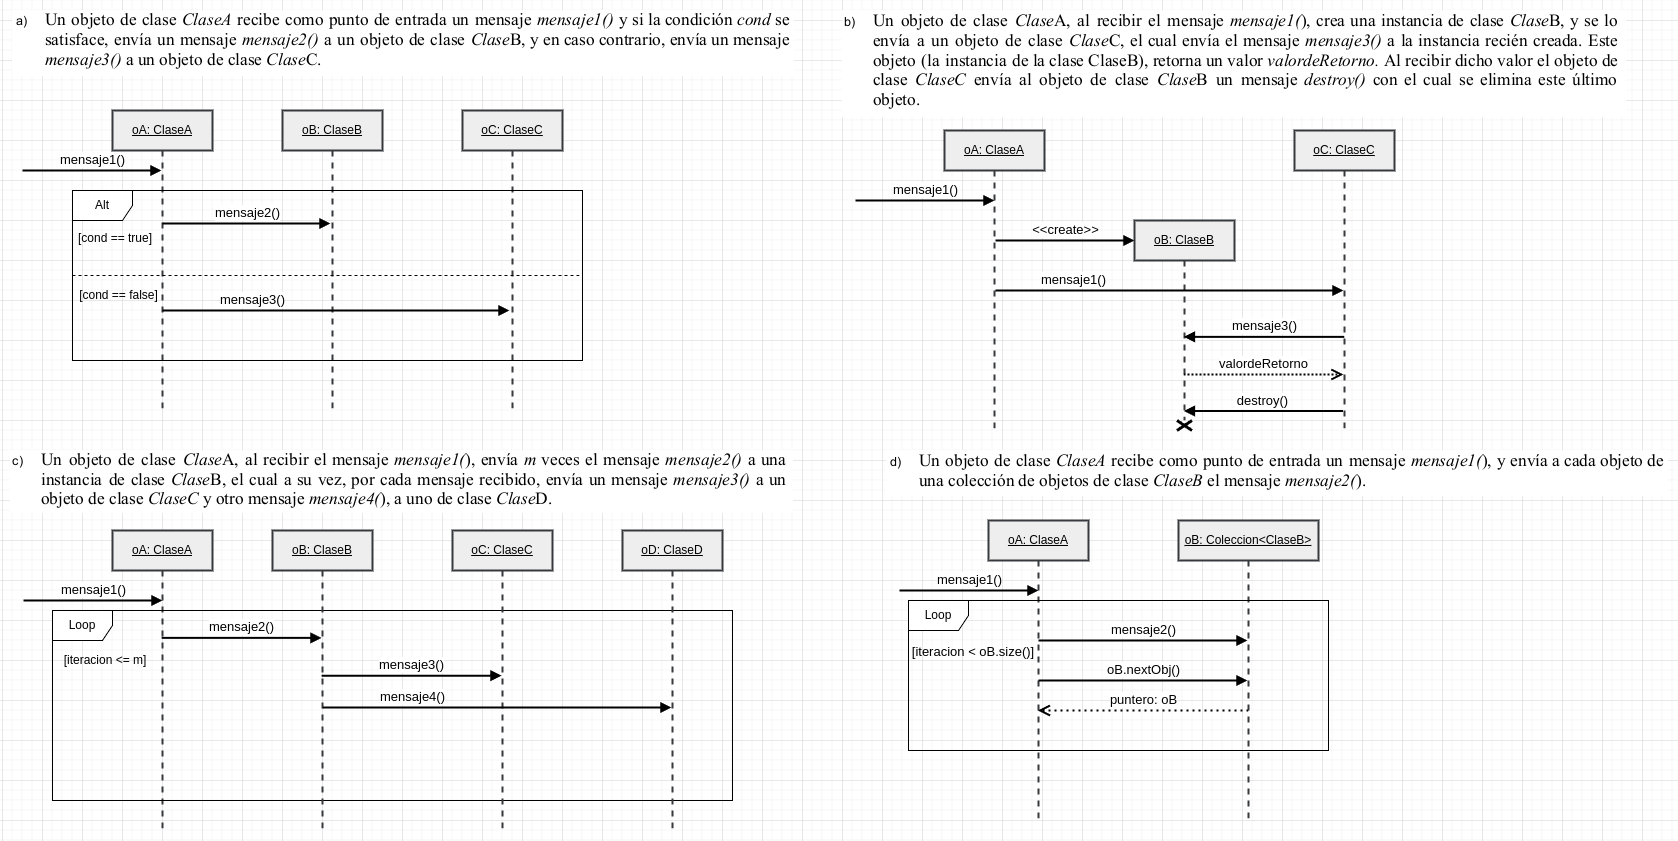 a) Un objeto de clase ClaseA recibe como punto de entrada un mensaje mensaje1() y si la condición cond se
satisface, envía un mensaje mensaje2() a un objeto de clase ClaseB, y en caso contrario, envía un mensaje
mensaje3() a un objeto de clase ClaseC.
oA: ClaseA
oB: ClaseB
oC: ClaseC
mensaje1()
Alt
mensaje2()
[cond == true]
[cond == false]
mensaje3()
b) Un objeto de clase ClaseA, al recibir el mensaje mensaje1(), crea una instancia de clase ClaseB, y se lo
envía a un objeto de clase ClaseC, el cual envía el mensaje mensaje3() a la instancia recién creada. Este
objeto (la instancia de la clase ClaseB), retorna un valor valordeRetorno. Al recibir dicho valor el objeto de
clase ClaseC envía al objeto de clase ClaseB un mensaje destroy() con el cual se elimina este último
objeto.
oA: ClaseA
oC: ClaseC
mensaje1()
<<create>>
oB: ClaseB
mensaje1()
mensaje3()
valordeRetorno
destroy()
c) Un objeto de clase ClaseA, al recibir el mensaje mensaje1(), envía m veces el mensaje mensaje2() a una
instancia de clase ClaseB, el cual a su vez, por cada mensaje recibido, envía un mensaje mensaje3() a un
objeto de clase ClaseC y otro mensaje mensaje4(), a uno de clase ClaseD.
oA: ClaseA
oB: ClaseB
oC: ClaseC
oD: ClaseD
mensaje1()
Loop
mensaje2()
[iteracion <= m]
mensaje3()
mensaje4()
d) Un objeto de clase ClaseA recibe como punto de entrada un mensaje mensaje1(), y envía a cada objeto de
una colección de objetos de clase ClaseB el mensaje mensaje2().
oA: ClaseA
oB: Coleccion<ClaseB>
mensaje1()
Loop
mensaje2()
[iteracion < oB.size()]
oB.nextObj()
puntero: oB